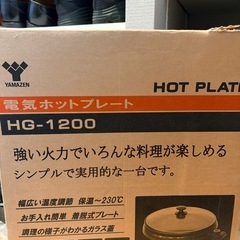 YAMAZEN
HOT PLAT
電気ホットプレート
HG-1200
強い火力でいろんな料理が楽しめる
シンプルで実用的な一台です。
幅広い温度調節 保温~230℃
お手入れ簡単 着脱式プレート
調理の様子がわかるガラス蓋